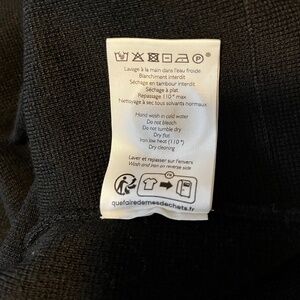 Lavage à la main dans l'eau froide
Blanchiment interdit
Séchage en tambour interdit
Séchage à plat
Repassage 110° max
Nettoyage à sec tous solvants normaux
Hand wash in cold water
Do not bleach
Do not tumble dry
Dry flat
Iron low heat (110°)
Dry cleaning
Laver et repasser sur l'envers
Wash and iron on reverse side
FR
quefairedemesdechets.fr